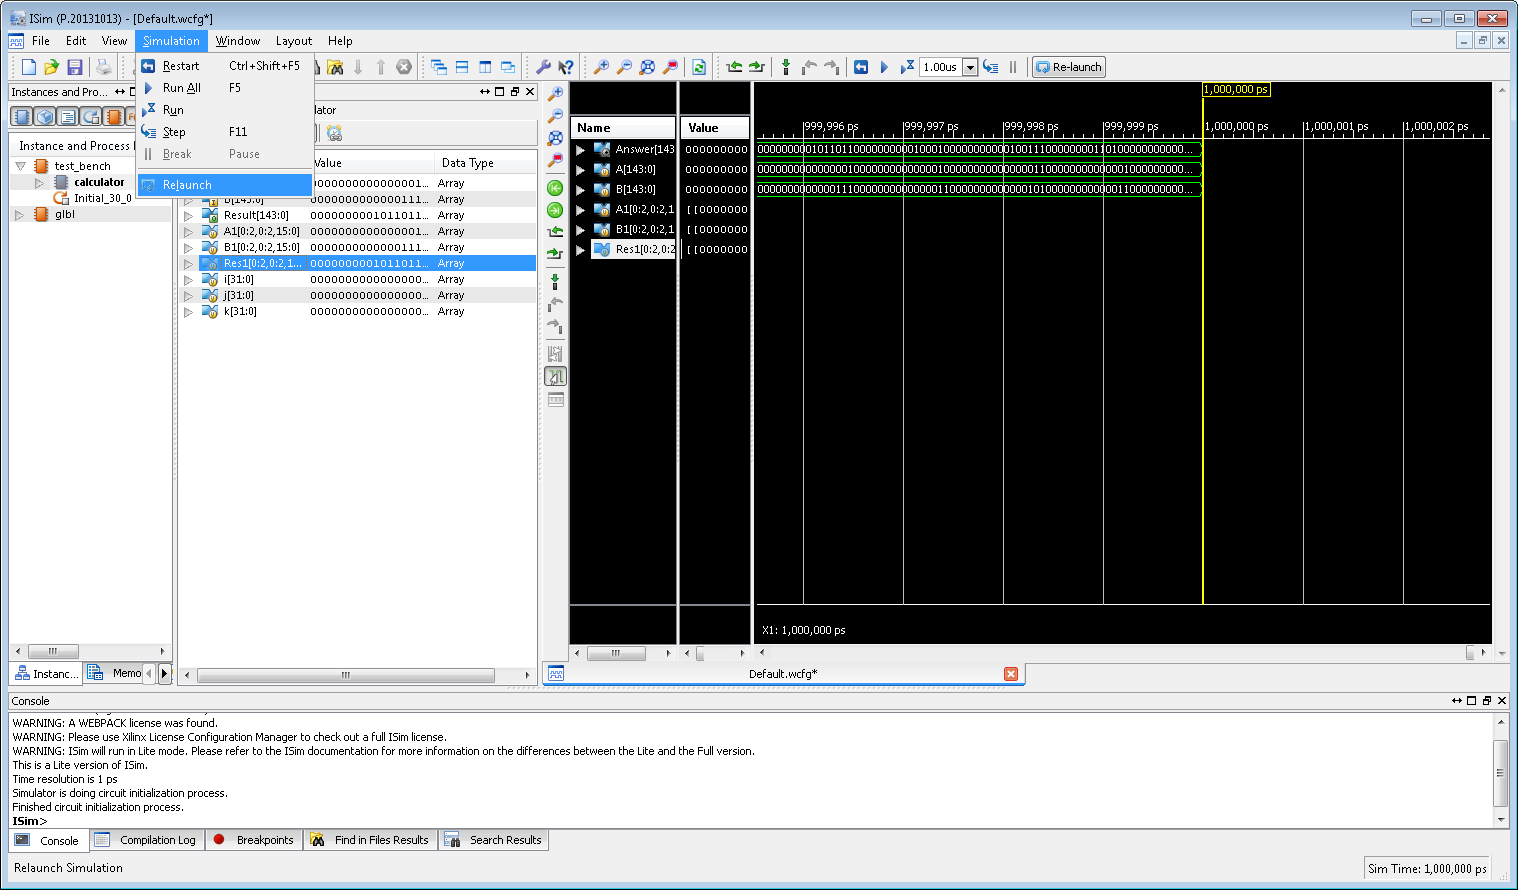 ISim (P.20131013) - [Default.wcfg*]
File Edit View Simulation Window Layout Help
Restart Ctrl+Shift+F5
Run All F5
Run
Step F11
Break Pause
Relaunch
1.00us
Re-launch
Instances and Pro...
Instance and Process
test_bench
calculator
Initial_30_0
glbl
Value Data Type
0000000000000001... Array
0000000000000111... Array
Result[143:0] 0000000001011011... Array
A1[0:2,0:2,15:0] 0000000000000001... Array
B1[0:2,0:2,15:0] 0000000000000111... Array
Res1[0:2,0:2,1... 0000000001011011... Array
i[31:0] 0000000000000000... Array
j[31:0] 0000000000000000... Array
k[31:0] 0000000000000000... Array
Name Value
Answer[143 000000000
A[143:0] 000000000
B[143:0] 000000000
A1[0:2,0:2,1 [[0000000
B1[0:2,0:2,1 [[0000000
Res1[0:2,0:2 [[0000000
1,000,000 ps
999,996 ps 999,997 ps 999,998 ps 999,999 ps 1,000,000 ps 1,000,001 ps 1,000,002 ps
X1: 1,000,000 ps
Instanc... Memo
Default.wcfg*
Console
WARNING: A WEBPACK license was found.
WARNING: Please use Xilinx License Configuration Manager to check out a full ISim license.
WARNING: ISim will run in Lite mode. Please refer to the ISim documentation for more information on the differences between the Lite and the Full version.
This is a Lite version of ISim.
Time resolution is 1 ps
Simulator is doing circuit initialization process.
Finished circuit initialization process.
ISim>
Console Compilation Log Breakpoints Find in Files Results Search Results
Relaunch Simulation
Sim Time: 1,000,000 ps